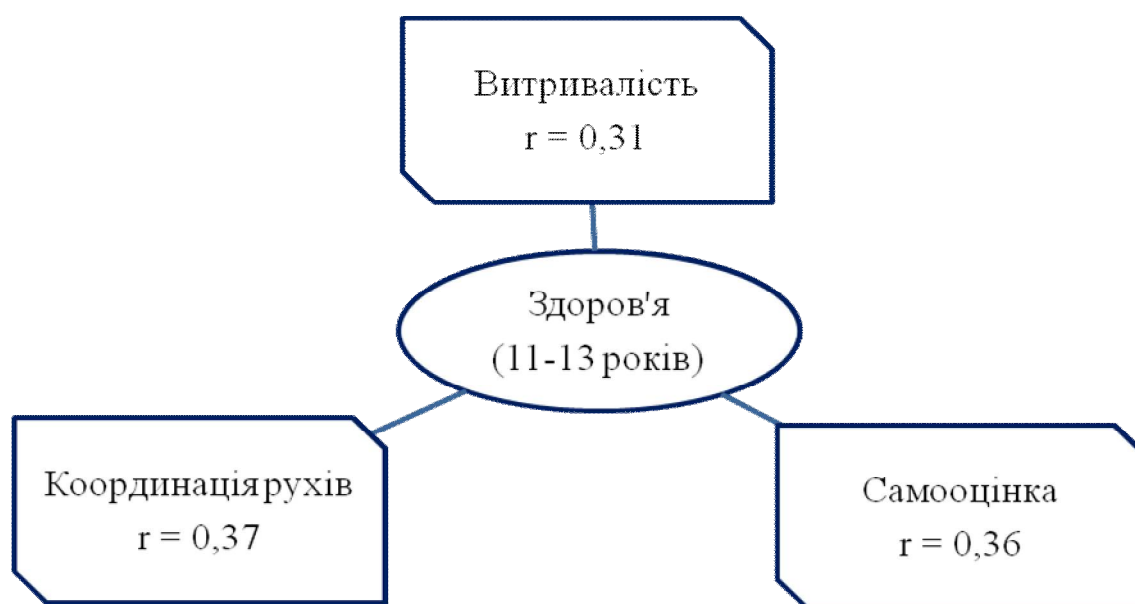 Витривалість
r = 0,31
Здоров'я
(11-13 років)
Координація рухів
r = 0,37
Самооцінка
r = 0,36